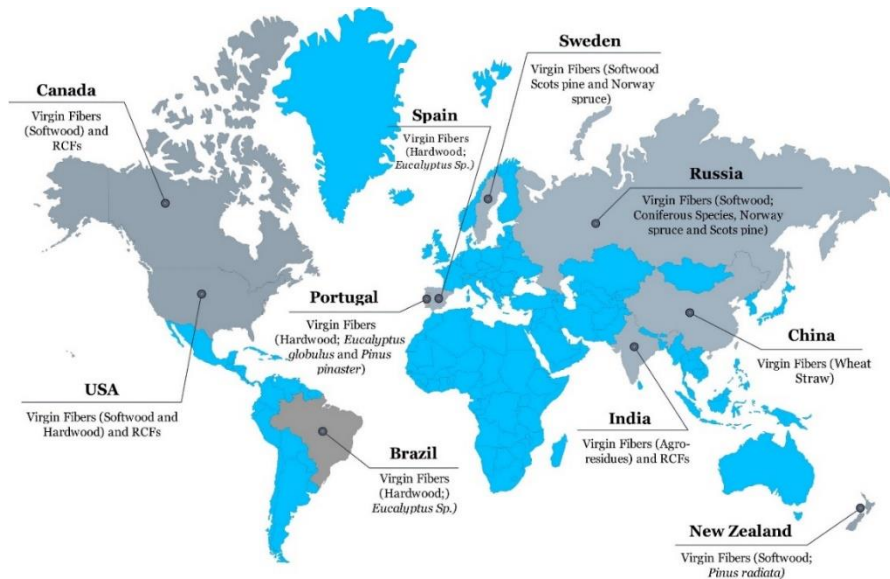 Sweden
Virgin Fibers (Softwood
Scots pine and Norway
spruce)
Canada
Virgin Fibers
(Softwood) and
RCFs
Spain
Virgin Fibers
(Hardwood;
Eucalyptus Sp.)
Russia
Virgin Fibers (Softwood;
Coniferous Species, Norway
spruce and Scots pine)
Portugal
Virgin Fibers
(Hardwood; Eucalyptus
globulus and Pinus
pinaster)
China
Virgin Fibers (Wheat
Straw)
USA
Virgin Fibers (Softwood and
Hardwood) and RCFs
India
Virgin Fibers (Agro-
residues) and RCFs
Brazil
Virgin Fibers
(Hardwood;)
Eucalyptus Sp.)
New Zealand
Virgin Fibers (Softwood;
Pinus radiata)